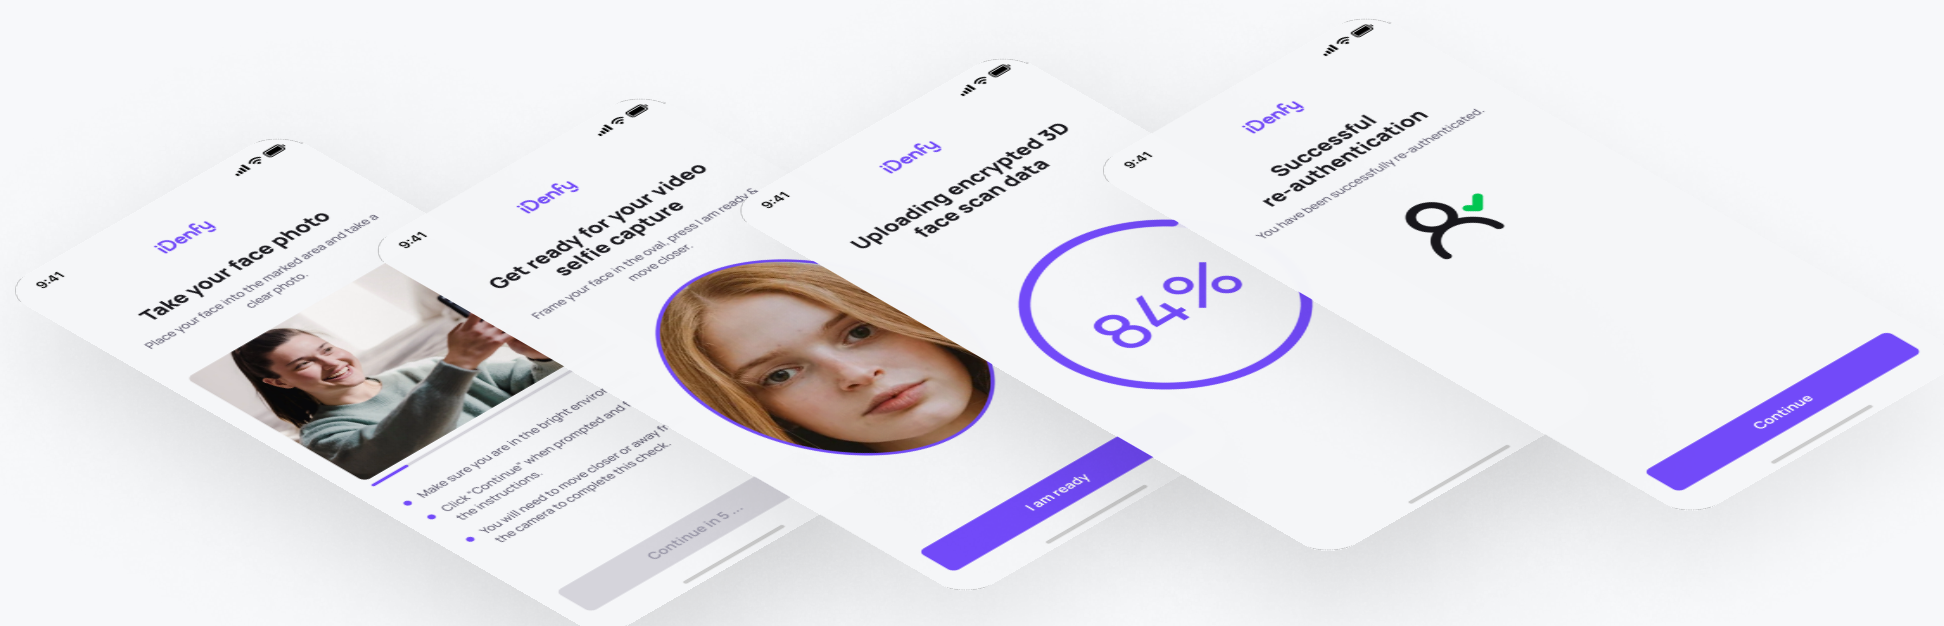 9:41
iDenfy
Take your face photo
Place your face into the marked area and take a
clear photo.
Make sure you are in the bright
Click "Continue" when prompted and
the instructions.
You will need to move closer or away
the camera to complete this check.
Continue in 5 ...
9:41
iDenfy
Get ready for your video
selfie capture
Frame your face in the oval, press I am ready &
move closer.
I am ready
9:41
iDenfy
Uploading encrypted 3D
face scan data
84%
9:41
iDenfy
Successful
re-authentication
You have been successfully re-authenticated.
Continue